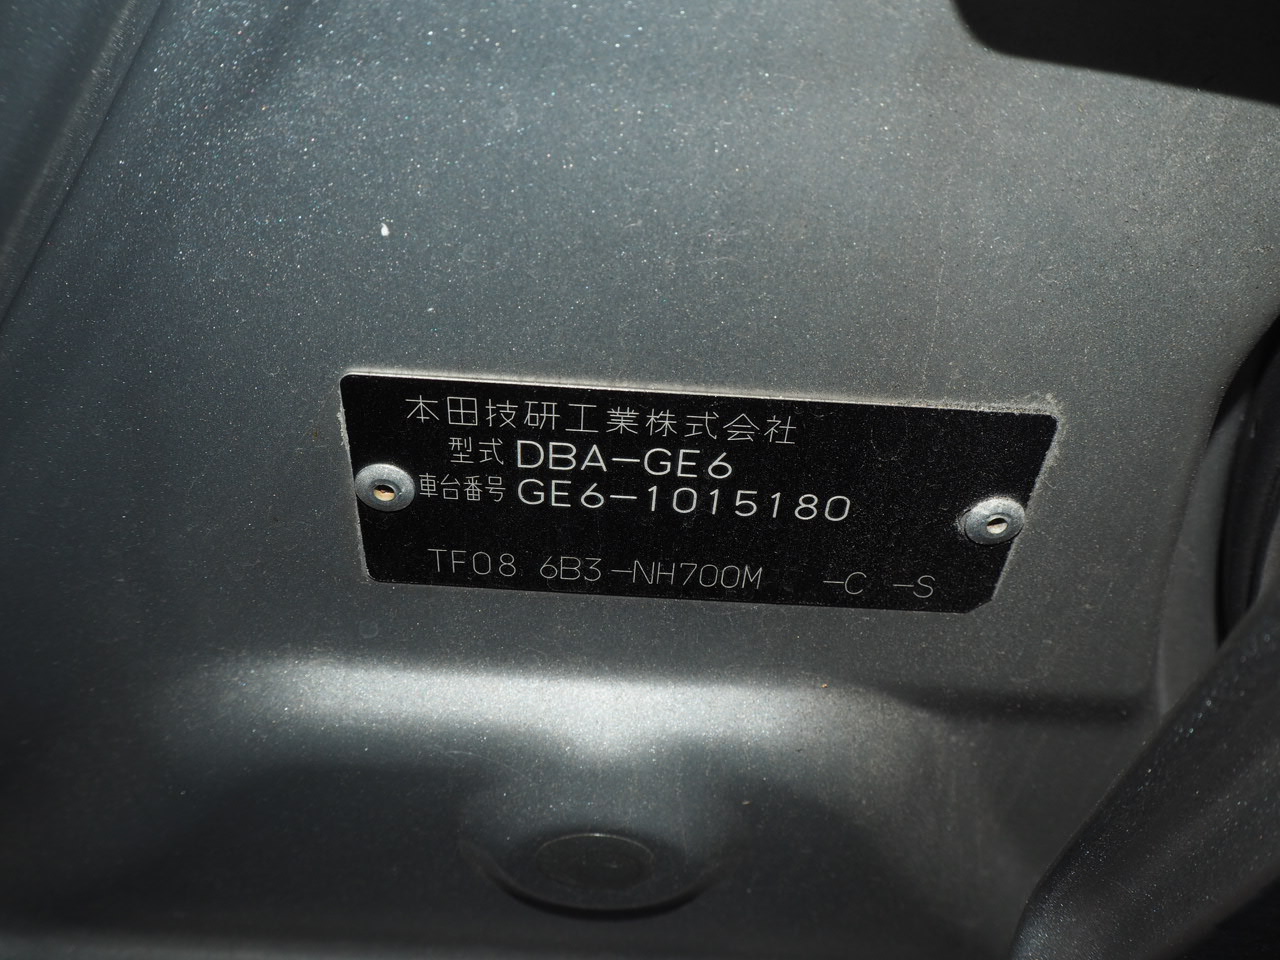 本田技研工業株式会社
型式 DBA-GE6
車台番号 GE6-1015180
TF08 6B3-NH700M -C -S